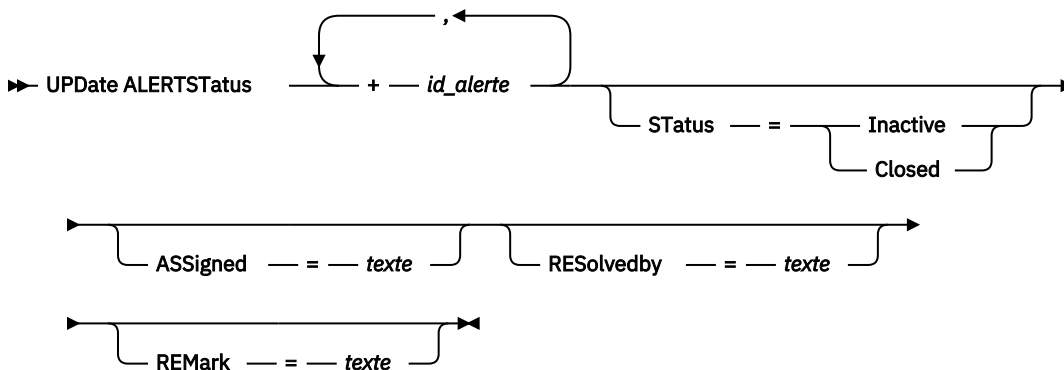 ,
UPDate ALERTSTatus + id_alerte
STatus = Inactive
Closed
ASSigned = texte RESolvedby = texte
REMark = texte